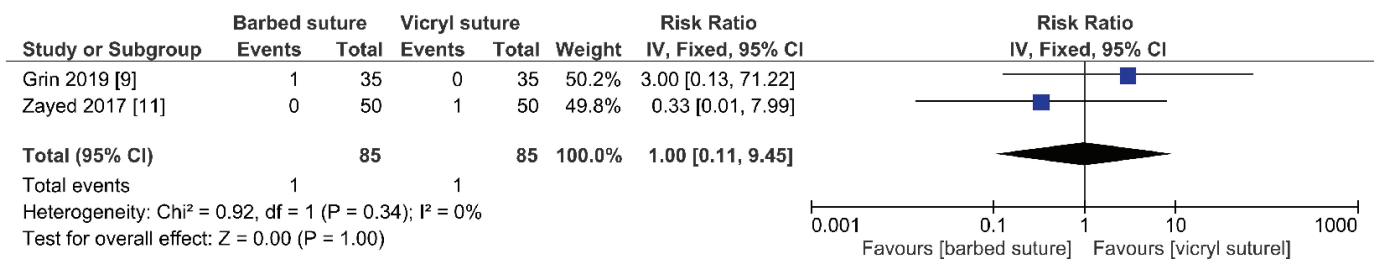 Barbed suture Vicryl suture Risk Ratio Risk Ratio
Study or Subgroup Events Total Events Total Weight IV, Fixed, 95% CI IV, Fixed, 95% CI
Grin 2019 [9] 1 35 0 35 50.2% 3.00 [0.13, 71.22]
Zayed 2017 [11] 0 50 1 50 49.8% 0.33 [0.01, 7.99]
Total (95% CI) 85 85 100.0% 1.00 [0.11, 9.45]
Total events 1 1
Heterogeneity: Chi² = 0.92, df = 1 (P = 0.34); I² = 0%
Test for overall effect: Z = 0.00 (P = 1.00)
0.001 0.1 1 10 1000
Favours [barbed suture] Favours [vicryl suturel]